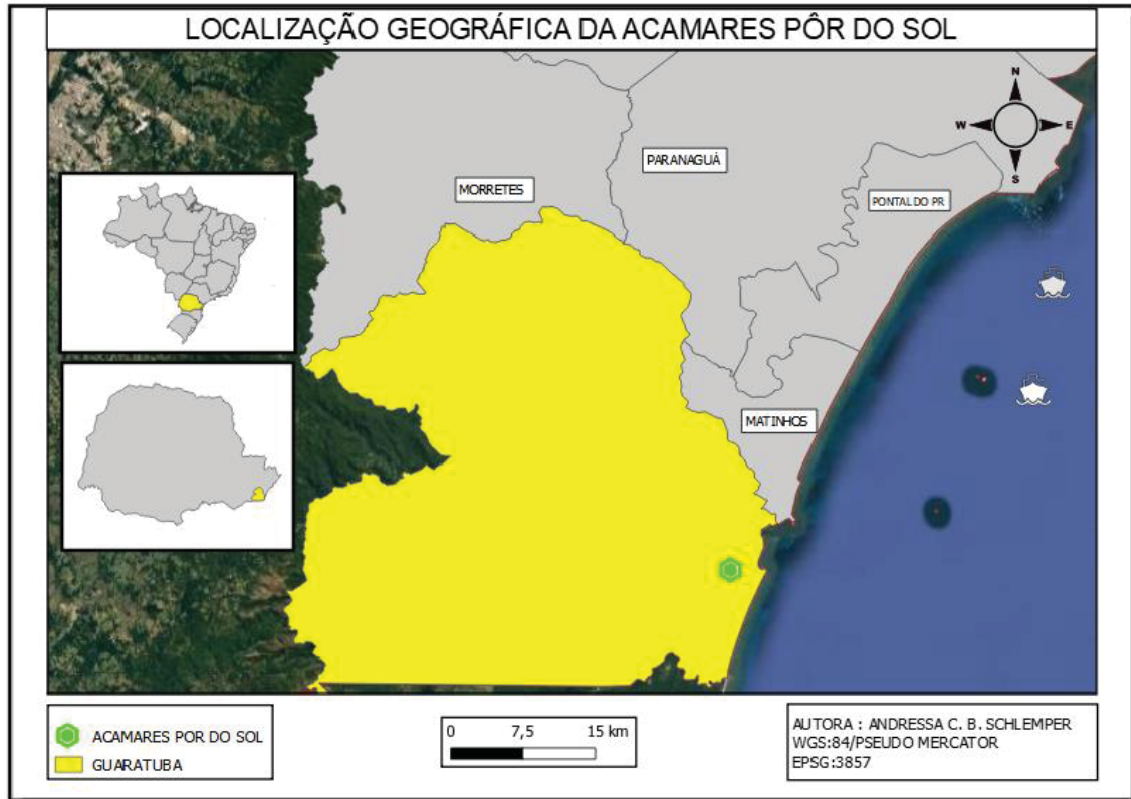 LOCALIZAÇÃO GEOGRÁFICA DA ACAMARES PÔR DO SOL
N
W
E
S
PARANAGUÁ
MORRETES
PONTAL DO PR
MATINHOS
ACAMARES POR DO SOL
GUAIRATUBA
0 7,5 15 km
AUTORA : ANDRESSA C. B. SCHLEMPER
WGS:84/PSEUDO MERCATOR
EPSG:3857